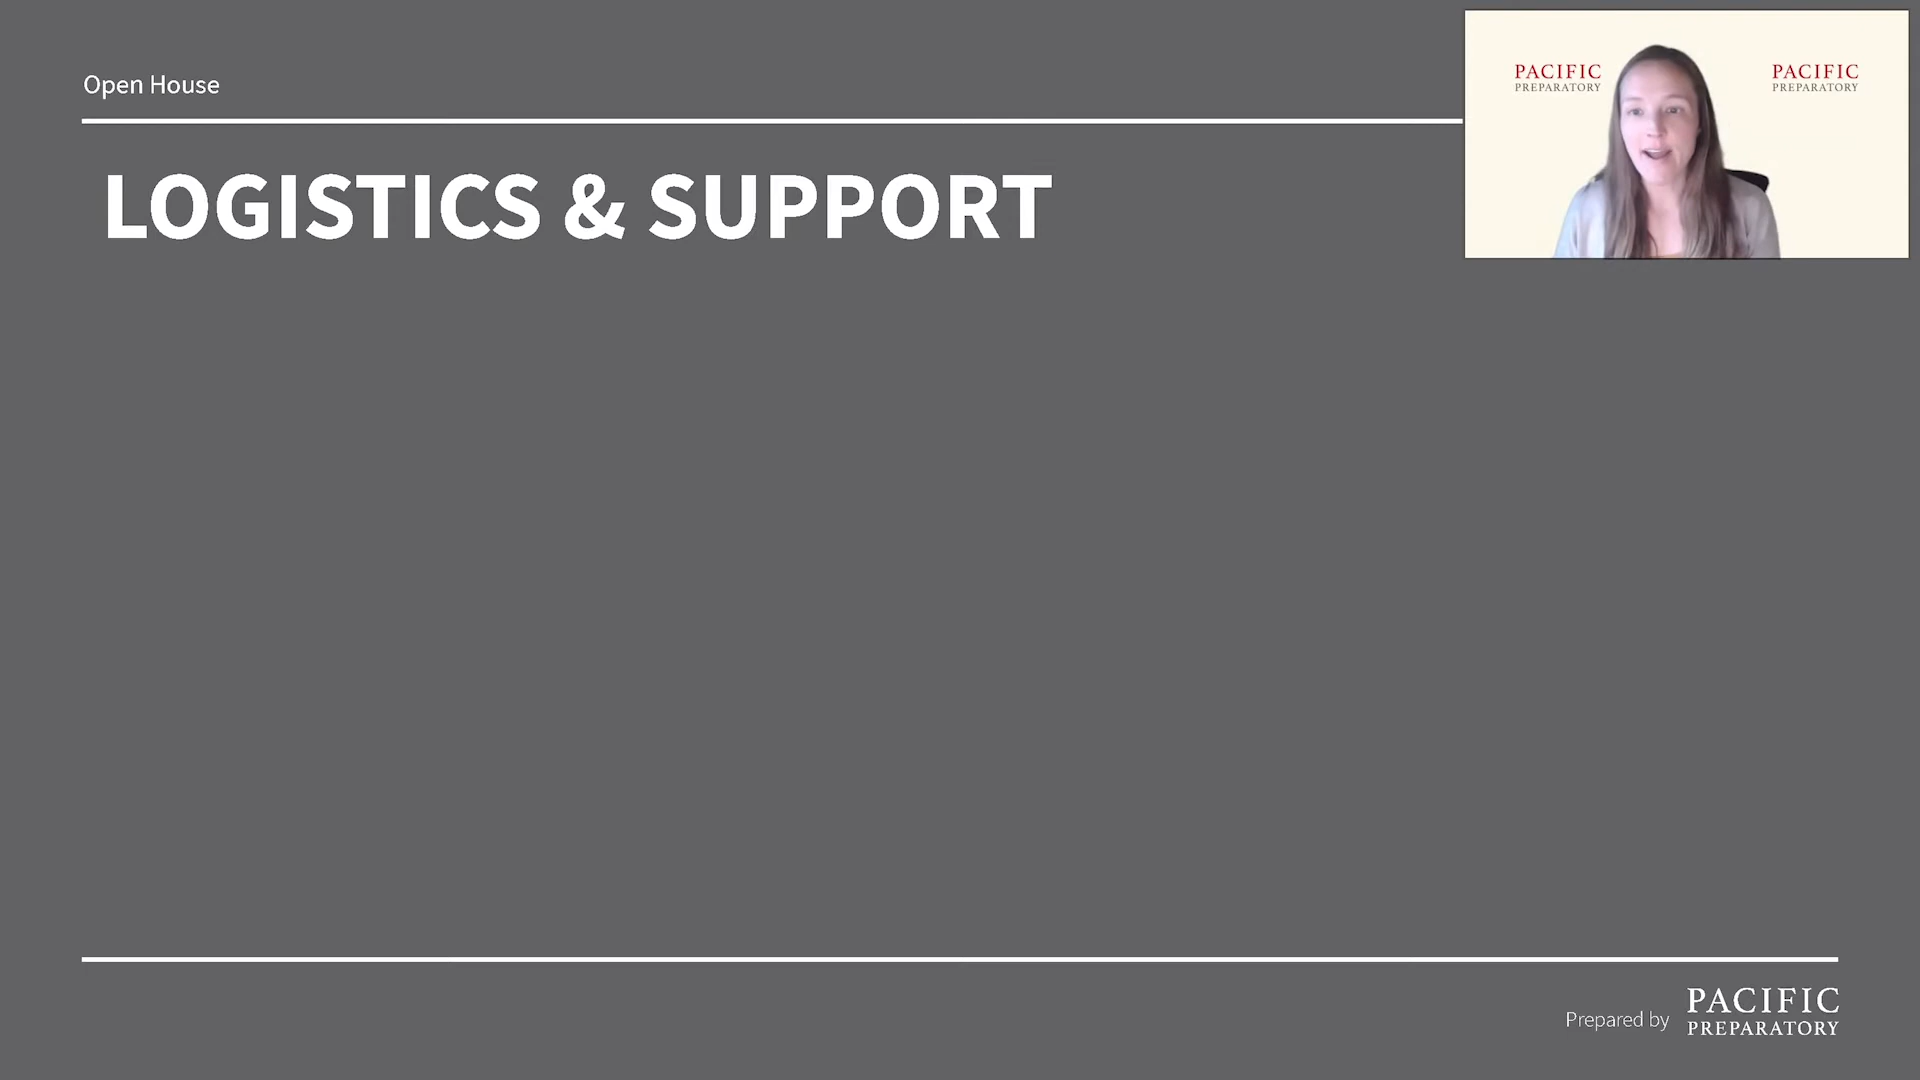 Open House
PACIFIC
PREPARATORY
PACIFIC
PREPARATORY
LOGISTICS & SUPPORT
Prepared by
PACIFIC
PREPARATORY